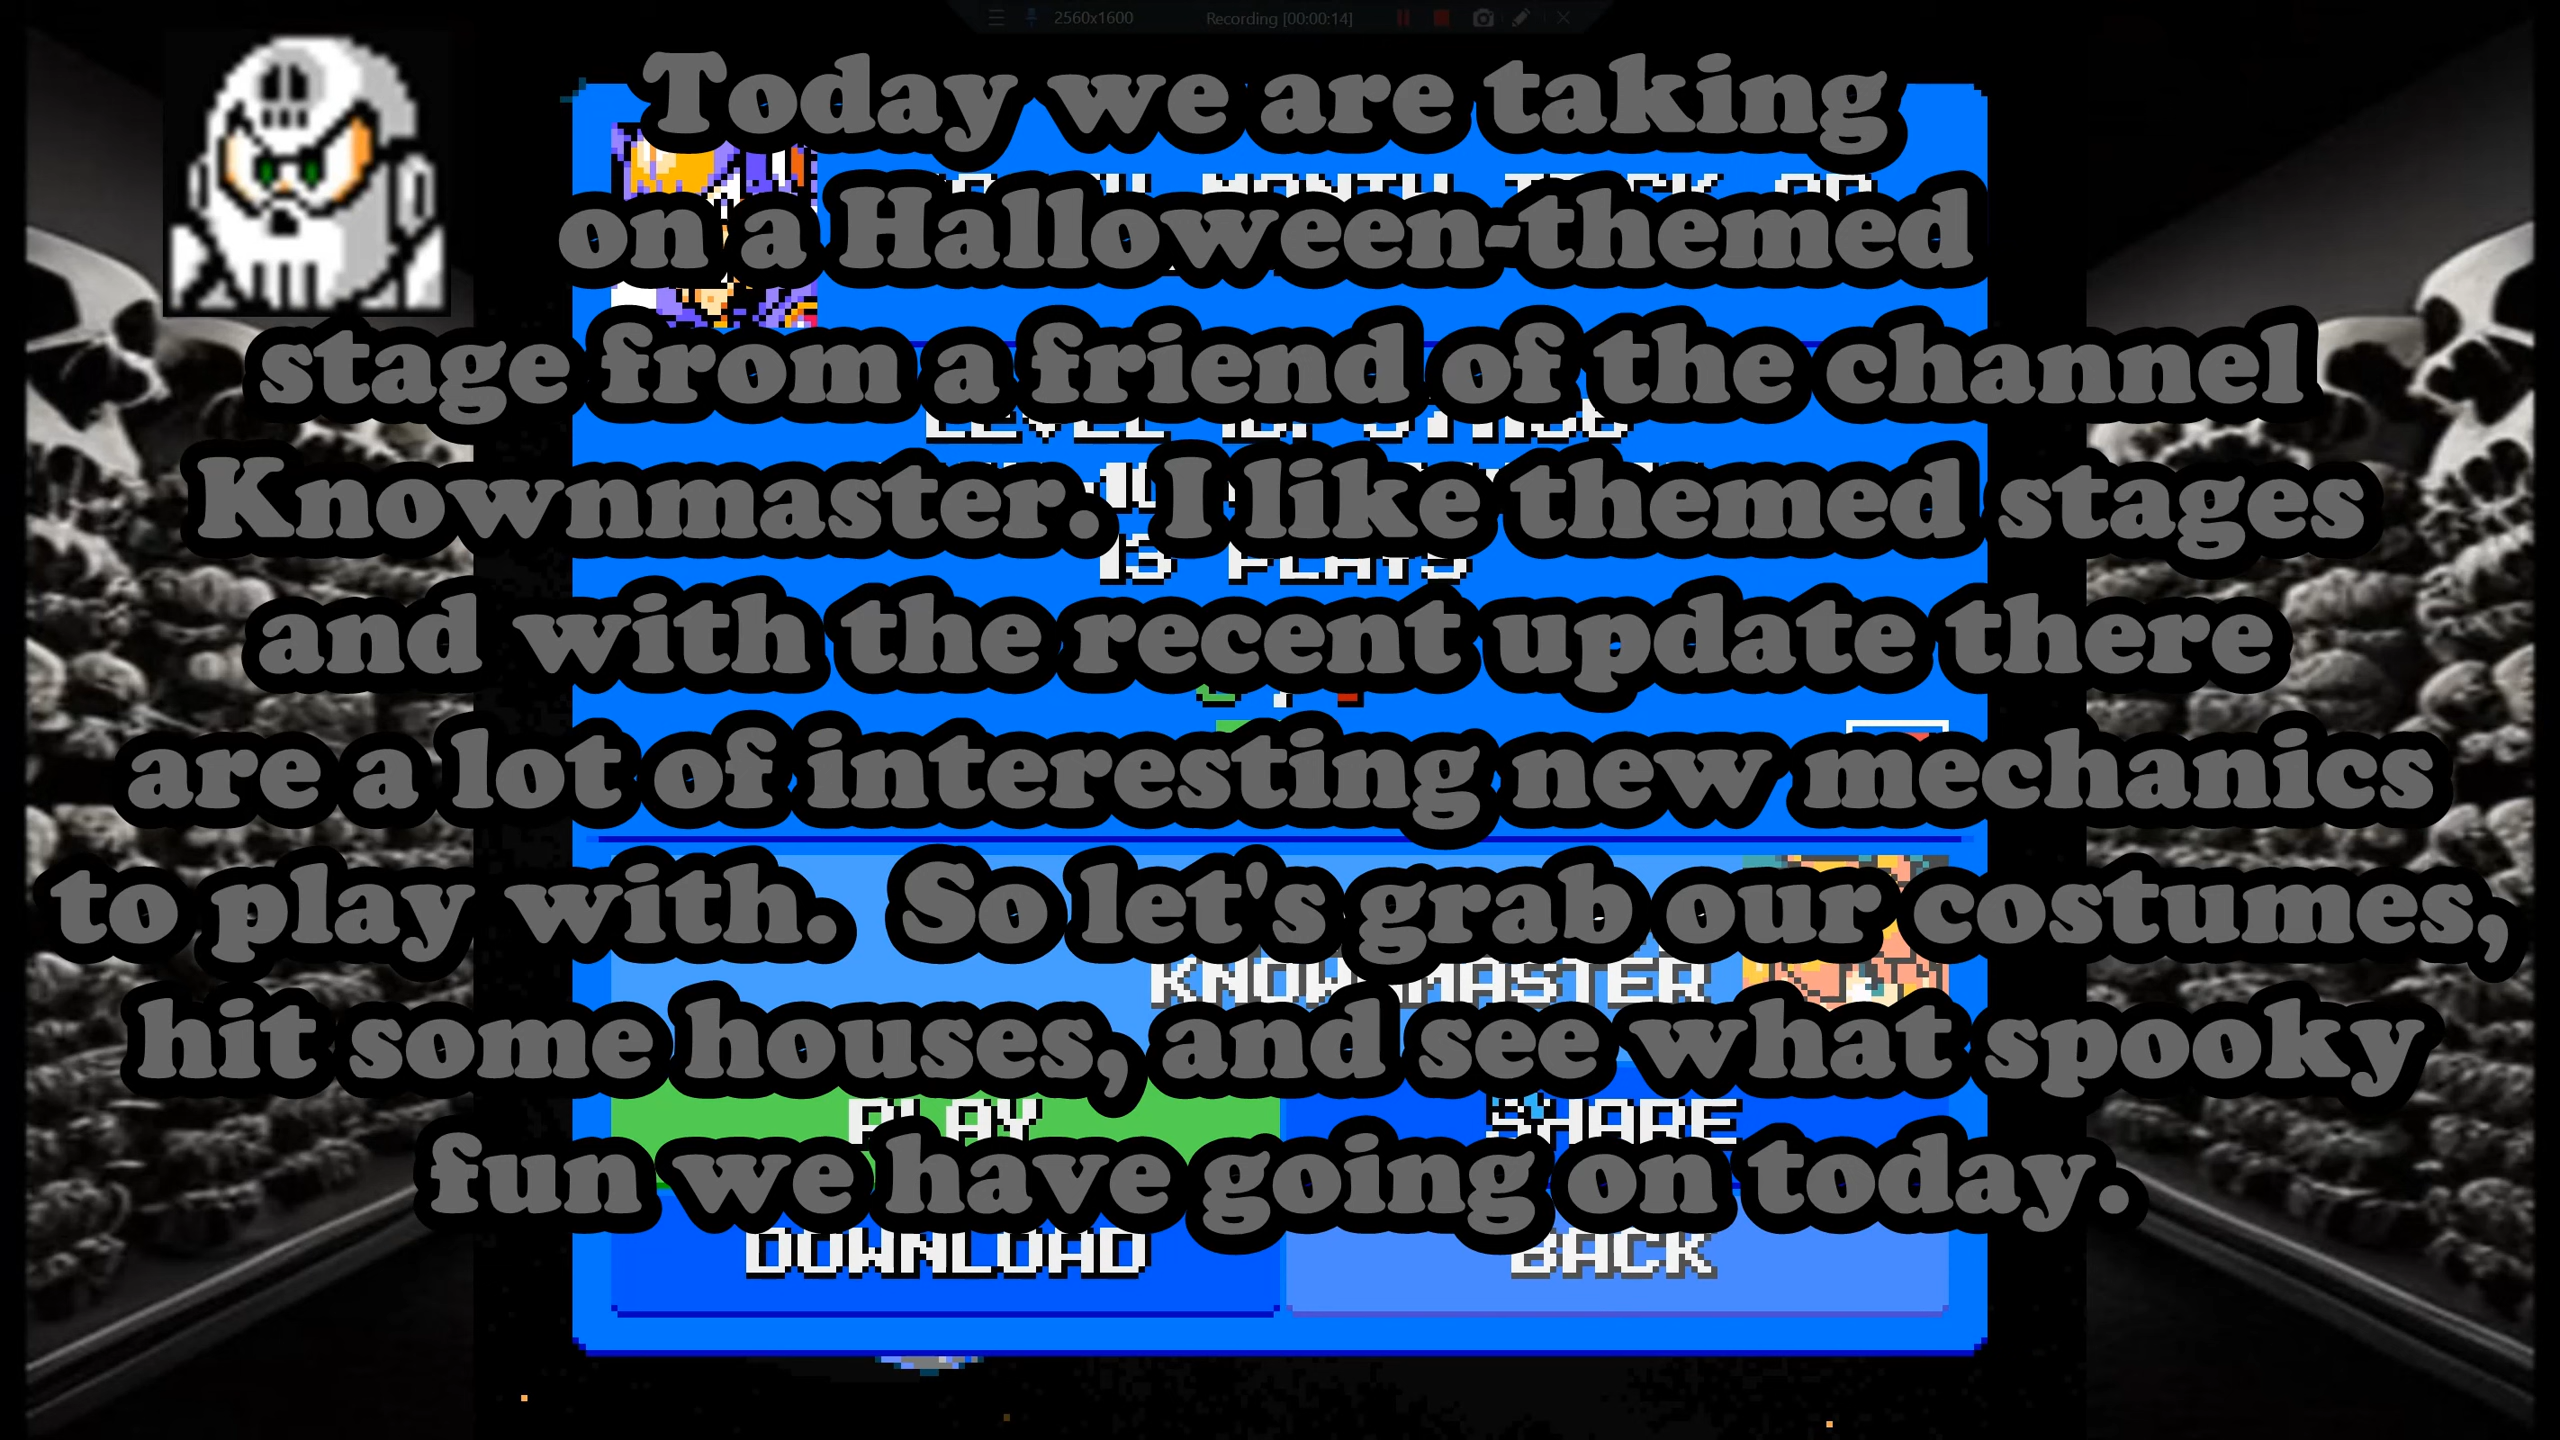 2560x1600 Recording [00:00:14]
Today we are taking
on a Halloween-themed
stage from a friend of the channel
Knownmaster.  I like themed stages
13 PLAYS
and with the recent update there
are a lot of interesting new mechanics
to play with.  So let's grab our costumes,
KNOWNMASTER
hit some houses, and see what spooky
PLAY SHARE
fun we have going on today.
DOWNLOAD BACK